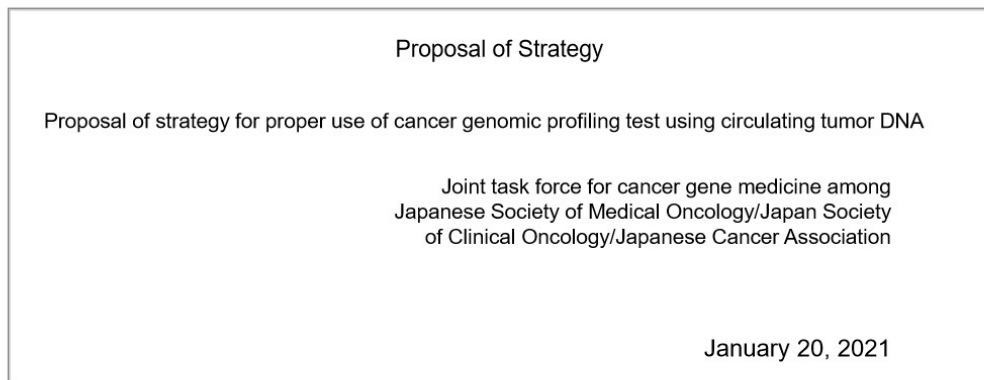 Proposal of Strategy
Proposal of strategy for proper use of cancer genomic profiling test using circulating tumor DNA
Joint task force for cancer gene medicine among
Japanese Society of Medical Oncology/Japan Society
of Clinical Oncology/Japanese Cancer Association
January 20, 2021